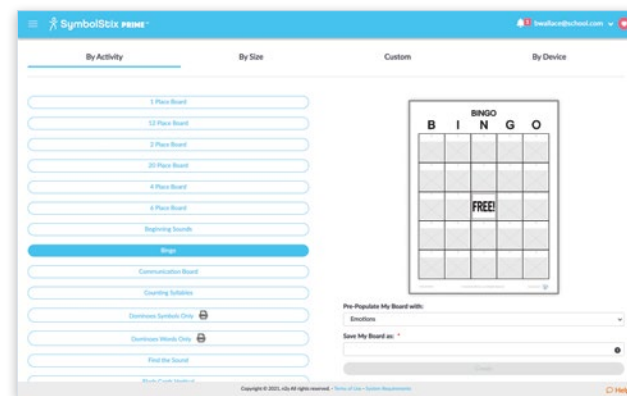 SymbolStix PRIME™
1 bwallace@school.com
By Activity By Size Custom By Device
1 Place Board
12 Place Board
2 Place Board
20 Place Board
4 Place Board
6 Place Board
Beginning Sounds
Bingo
Communication Board
Counting Syllables
Dominoes Symbols Only
Dominoes Words Only
Find the Sound
BINGO
B I N G O
FREE!
Pre-Populate My Board with:
Emotions
Save My Board as: *
Create
Copyright © 2021, n2y All rights reserved. - Terms of Use - System Requirements
Help